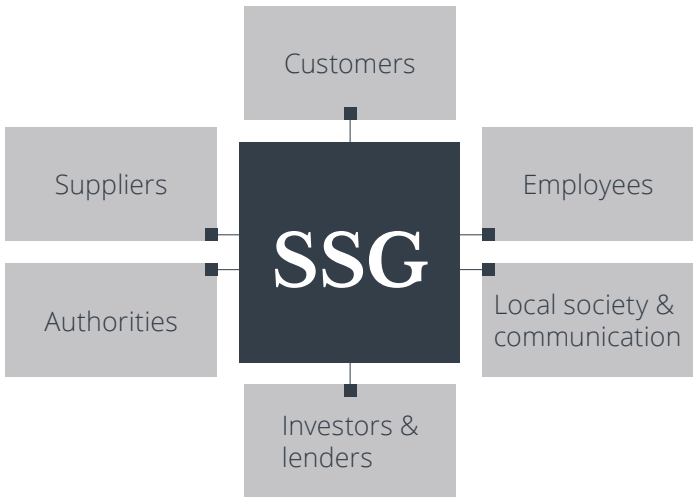 Customers
Suppliers
Employees
SSG
Authorities
Local society &
communication
Investors &
lenders